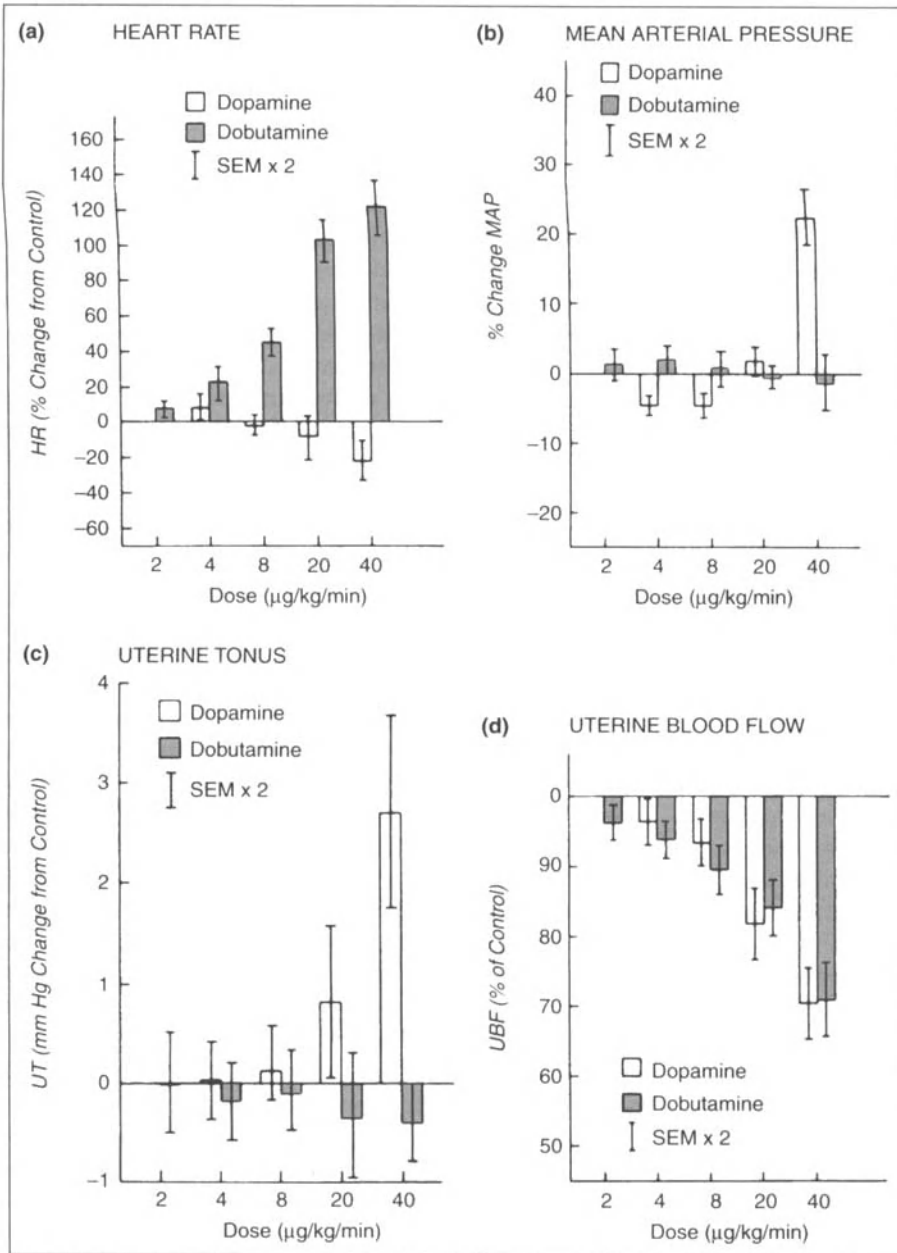 (a) HEART RATE
Dopamine
Dobutamine
SEM x 2
HR (% Change from Control)
160
140
120
100
80
60
40
20
0
−20
−40
−60
2 4 8 20 40
Dose (µg/kg/min)
(b) MEAN ARTERIAL PRESSURE
Dopamine
Dobutamine
SEM x 2
% Change MAP
40
30
20
10
0
−10
−20
2 4 8 20 40
Dose (µg/kg/min)
(c) UTERINE TONUS
Dopamine
Dobutamine
SEM x 2
UT (mm Hg Change from Control)
4
3
2
1
0
−1
2 4 8 20 40
Dose (µg/kg/min)
(d) UTERINE BLOOD FLOW
UBF (% of Control)
0
90
80
70
60
50
Dopamine
Dobutamine
SEM x 2
2 4 8 20 40
Dose (µg/kg/min)